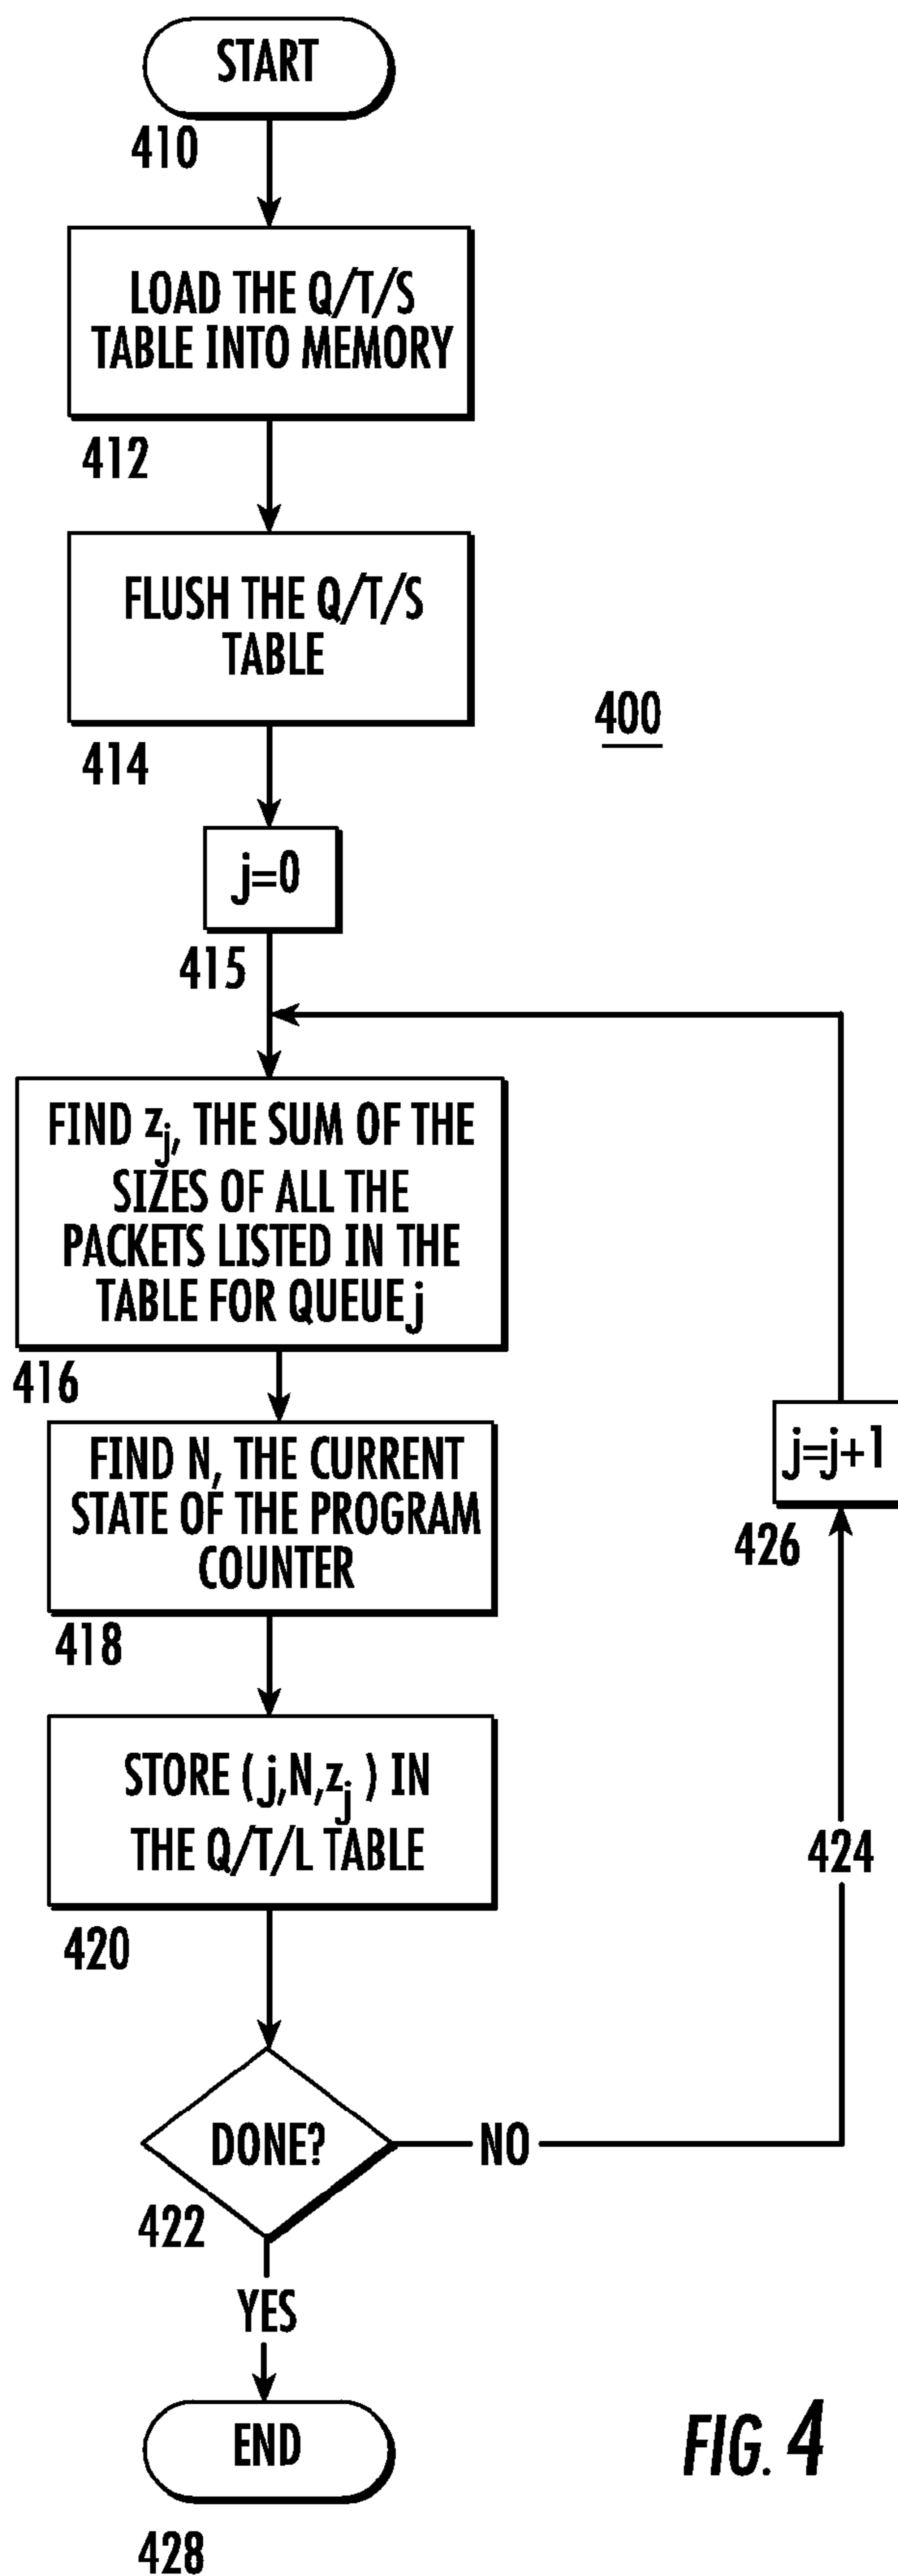 START
410
LOAD THE Q/T/S
TABLE INTO MEMORY
412
FLUSH THE Q/T/S
TABLE
400
414
j=0
415
FIND zj, THE SUM OF THE
SIZES OF ALL THE
PACKETS LISTED IN THE
TABLE FOR QUEUE j
416
FIND N, THE CURRENT
STATE OF THE PROGRAM
COUNTER
418
j=j+1
426
STORE (j,N,zj) IN
THE Q/T/L TABLE
420
424
DONE?
NO
422
YES
END
428
FIG. 4